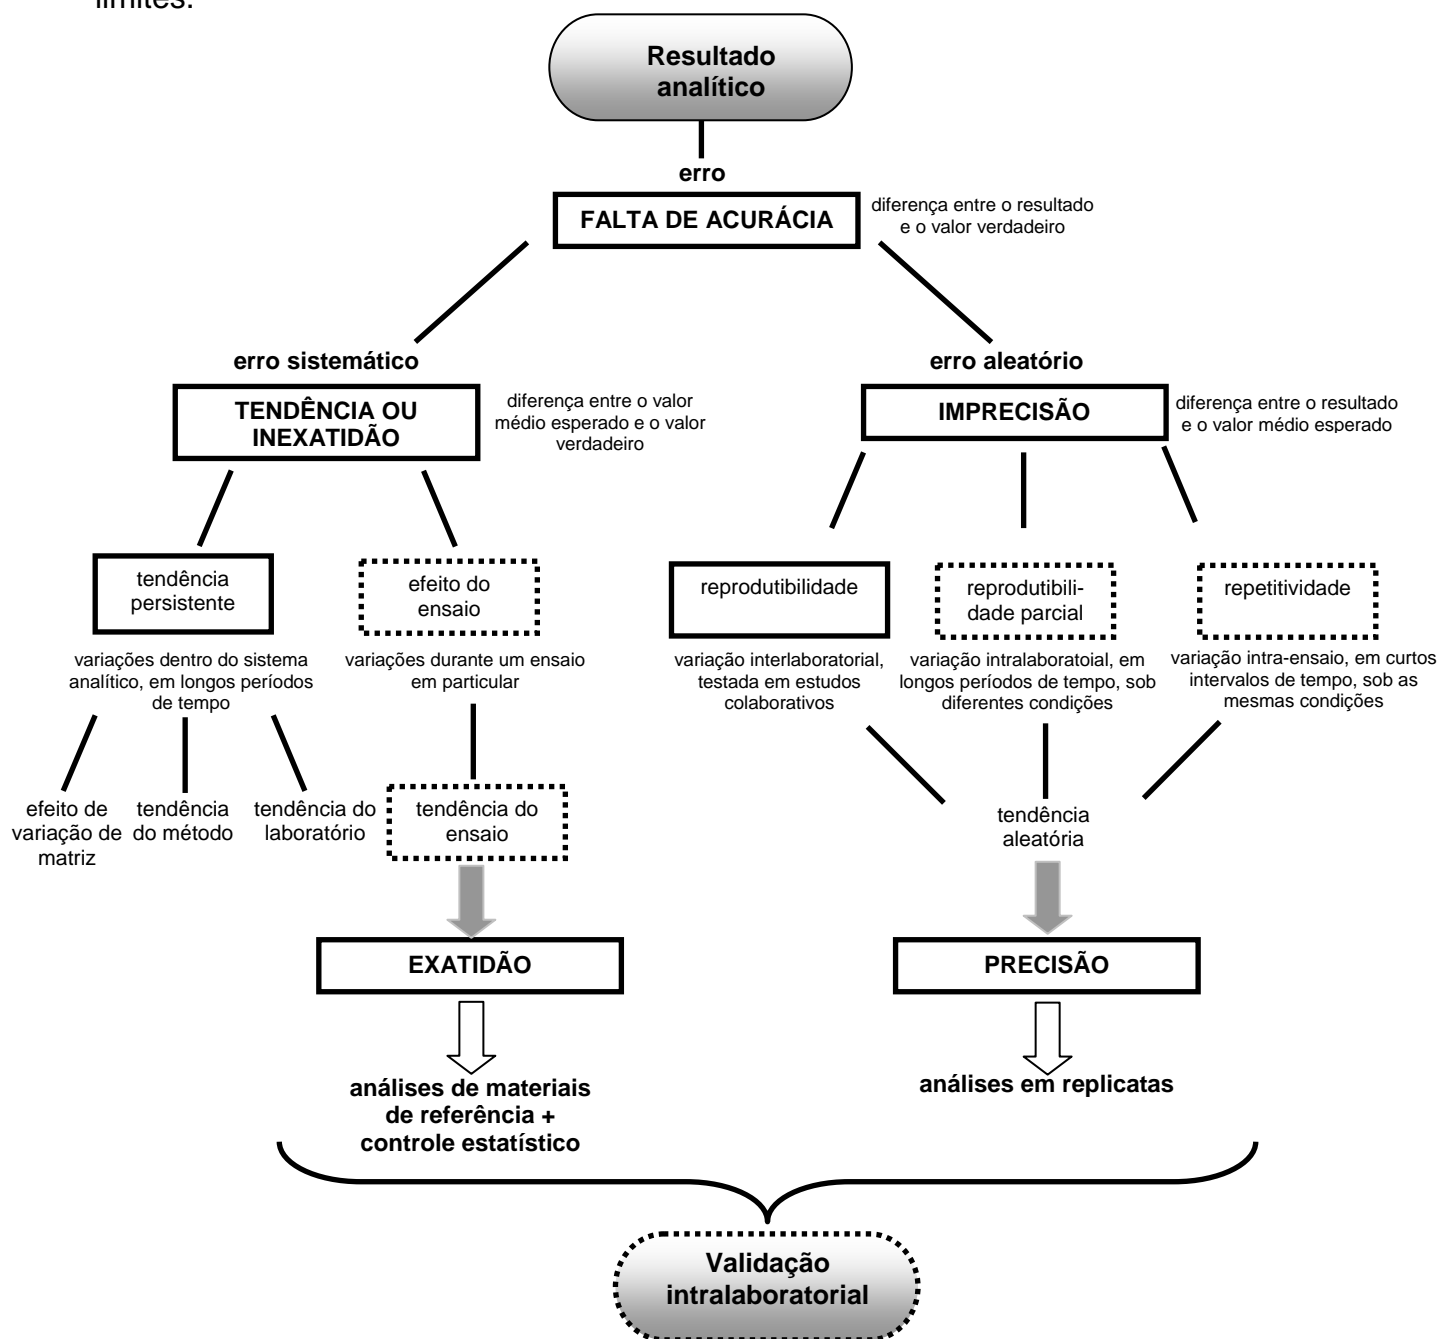 limites.
Resultado
analítico
erro
FALTA DE ACURÁCIA
diferença entre o resultado
e o valor verdadeiro
erro sistemático
TENDÊNCIA OU
INEXATIDÃO
diferença entre o valor
médio esperado e o valor
verdadeiro
erro aleatório
IMPRECISÃO
diferença entre o resultado
e o valor médio esperado
tendência
persistente
efeito do
ensaio
reprodutibilidade
reprodutibili-
dade parcial
repetitividade
variações dentro do sistema
analítico, em longos períodos
de tempo
variações durante um ensaio
em particular
variação interlaboratorial,
testada em estudos
colaborativos
variação intralaboratoial, em
longos períodos de tempo, sob
diferentes condições
variação intra-ensaio, em curtos
intervalos de tempo, sob as
mesmas condições
efeito de
variação de
matriz
tendência
do método
tendência do
laboratório
tendência do
ensaio
tendência
aleatória
EXATIDÃO
PRECISÃO
análises de materiais
de referência +
controle estatístico
análises em replicatas
Validação
intralaboratorial